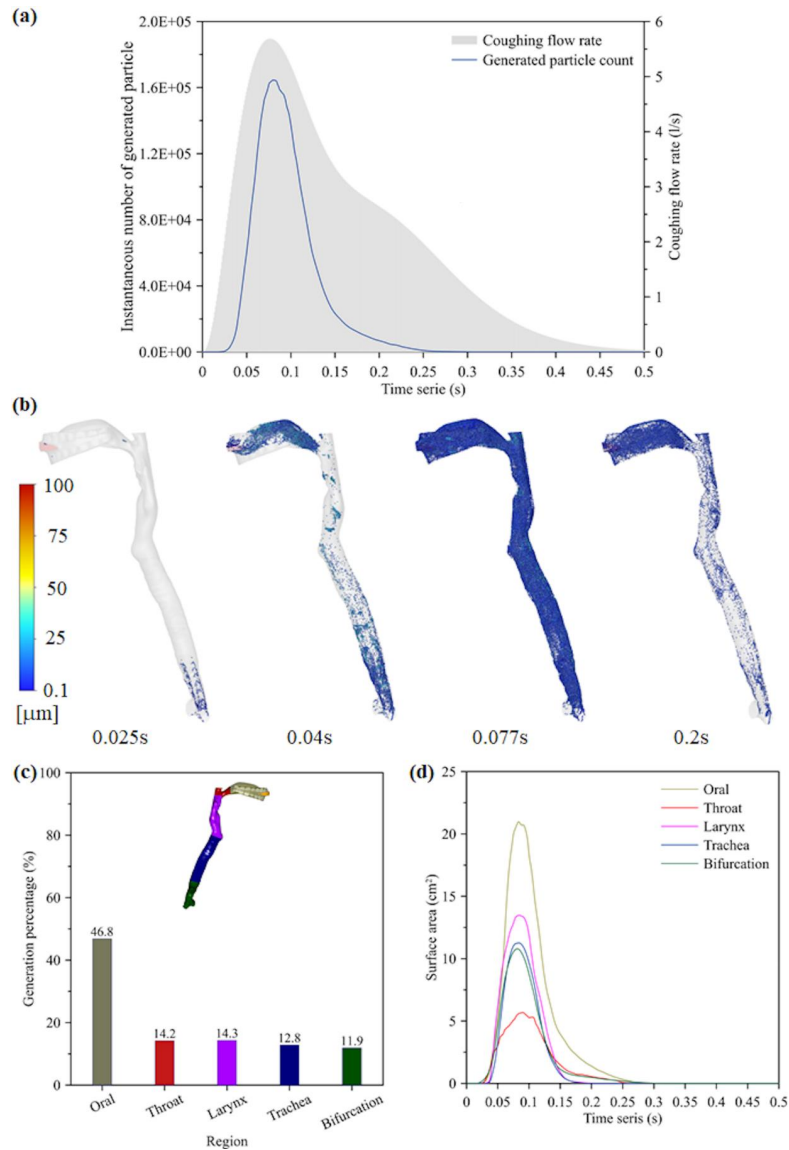 (a)
2.0E+05
1.6E+05
1.2E+05
8.0E+04
4.0E+04
0.0E+00
Instantaneous number of generated particle
Coughing flow rate
Generated particle count
6
5
4
3
2
1
0
Coughing flow rate (l/s)
0 0.05 0.1 0.15 0.2 0.25 0.3 0.35 0.4 0.45 0.5
Time serie (s)
(b)
100
75
50
25
0.1
[μm]
0.025s 0.04s 0.077s 0.2s
(c)
100
80
60
40
20
0
Generation percentage (%)
46.8
14.2
14.3
12.8
11.9
Oral Throat Larynx Trachea Bifurcation
Region
(d)
25
20
15
10
5
0
Surface area (cm²)
Oral
Throat
Larynx
Trachea
Bifurcation
0 0.05 0.1 0.15 0.2 0.25 0.3 0.35 0.4 0.45 0.5
Time seris (s)